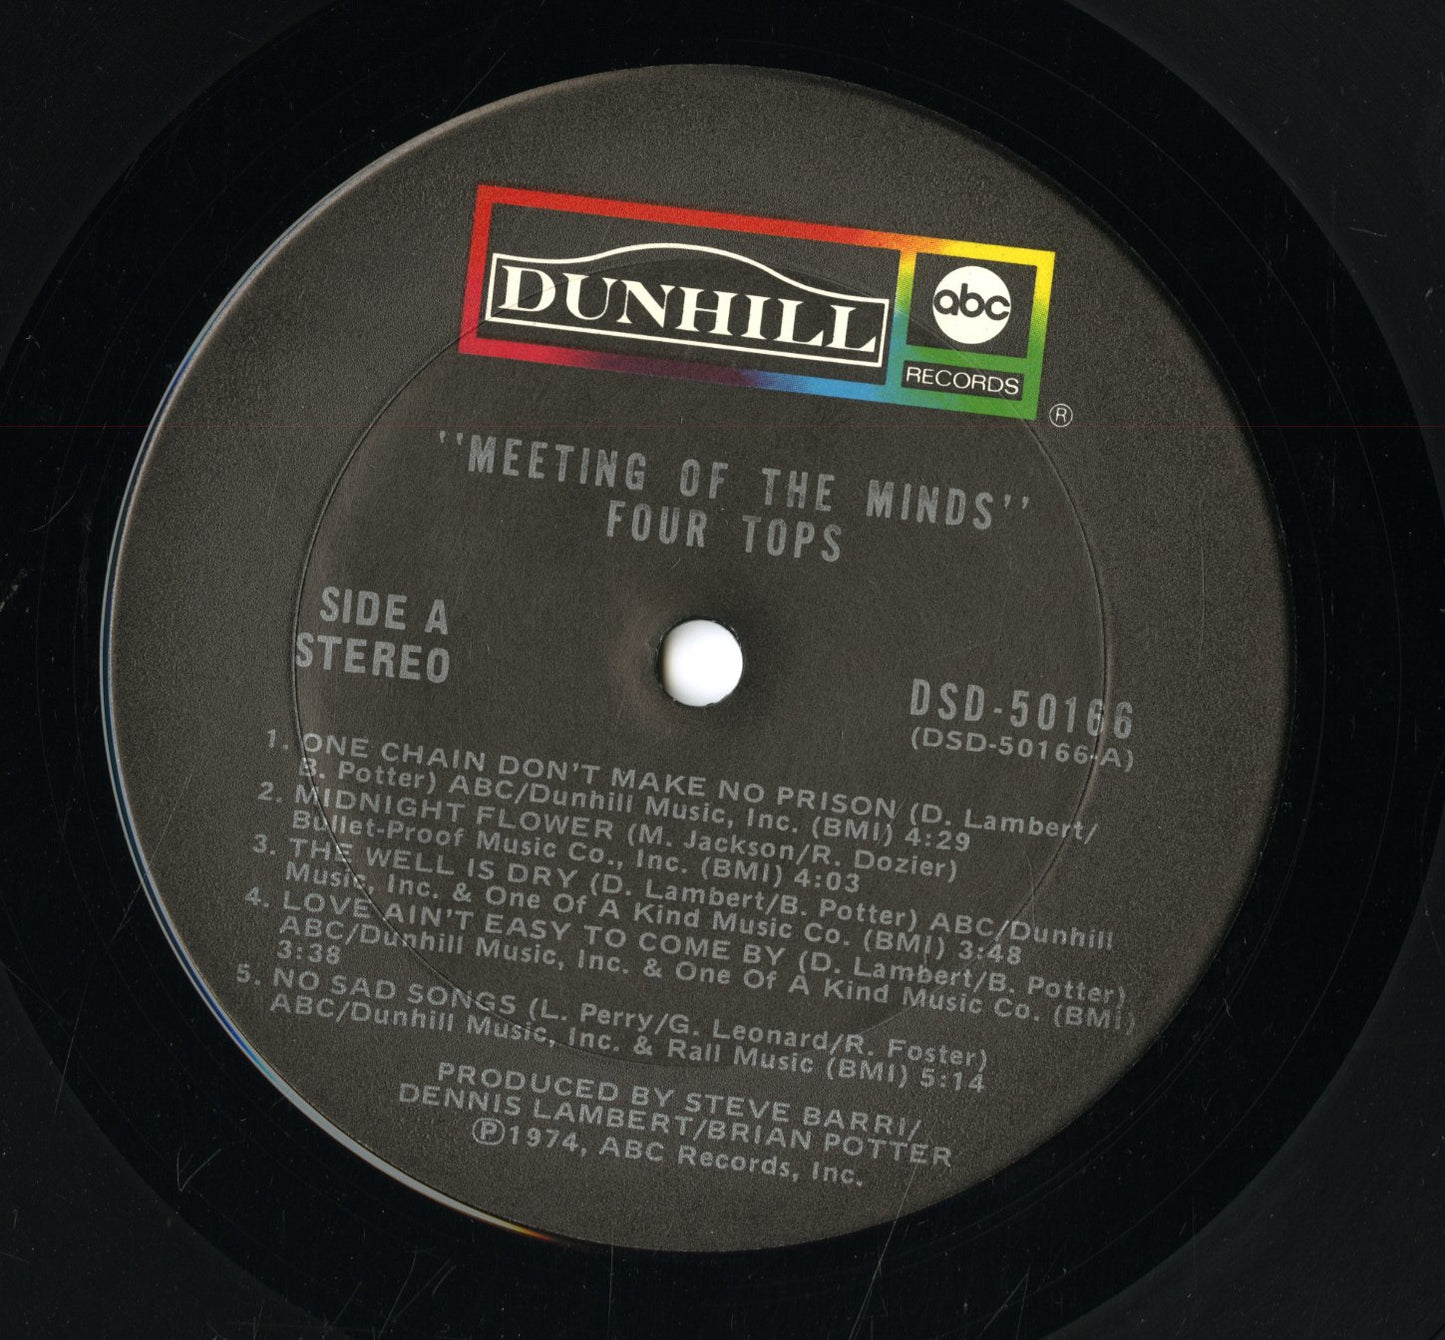 DUNHILL
abc
RECORDS
®
''MEETING OF THE MINDS''
FOUR TOPS
SIDE A
STEREO
DSD-50166
(DSD-50166-A)
1. ONE CHAIN DON'T MAKE NO PRISON (D. Lambert/
B. Potter) ABC/Dunhill Music, Inc. (BMI) 4:29
2. MIDNIGHT FLOWER (M. Jackson/R. Dozier)
Bullet-Proof Music Co., Inc. (BMI) 4:03
3. THE WELL IS DRY (D. Lambert/B. Potter) ABC/Dunhill
Music, Inc. & One Of A Kind Music Co. (BMI) 3:48
4. LOVE AIN'T EASY TO COME BY (D. Lambert/B. Potter)
ABC/Dunhill Music, Inc. & One Of A Kind Music Co. (BMI)
3:38
5. NO SAD SONGS (L. Perry/G. Leonard/R. Foster)
ABC/Dunhill Music, Inc. & Rall Music (BMI) 5:14
PRODUCED BY STEVE BARRI/
DENNIS LAMBERT/BRIAN POTTER
℗1974, ABC Records, Inc.